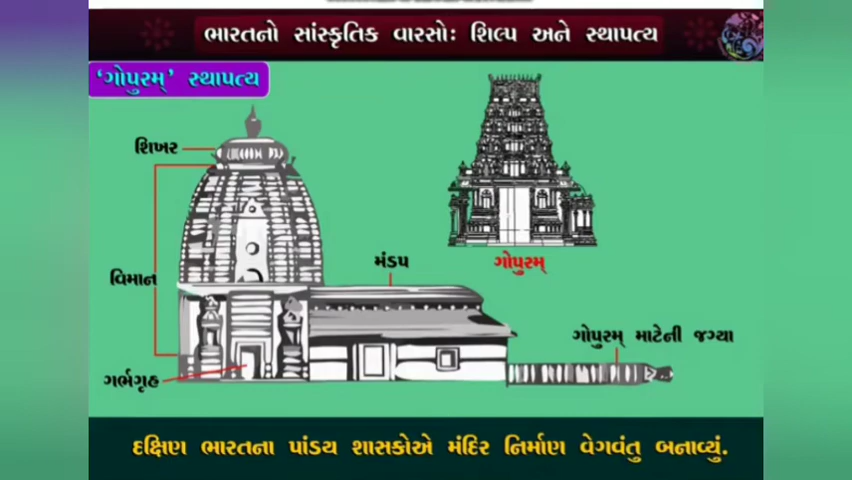 ભારતનો સાંસ્કૃતિક વારસોઃ શિલ્પ અને સ્થાપત્ય
'ગોપુરમ્' સ્થાપત્ય
શિખર
વિમાન
ગર્ભગૃહ
મંડપ
ગોપુરમ્
ગોપુરમ્ માટેની જગ્યા
દક્ષિણ ભારતના પાંડય શાસકોએ મંદિર નિર્માણ વેગવંતુ બનાવ્યું.